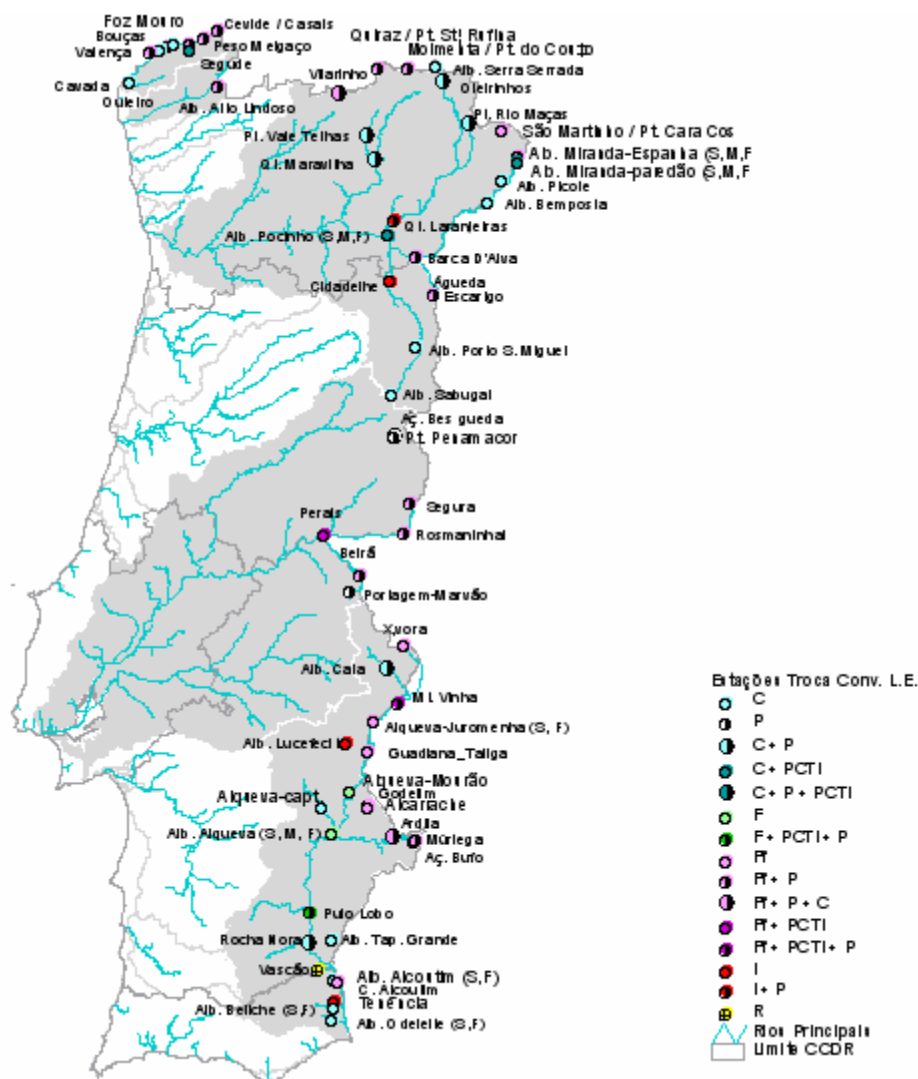 Foz Mouro
Cevide / Casais
Bouças
Valença
Peso Melgaço
Segude
Cavada
Ouleiro
Alb. Alto Lindoso
Quiraz / Pt. Stª Rufina
Moimenta / Pt. do Couço
Vilarinho
Alb. Serra Serrada
Oleirinhos
Pt. Rio Maças
São Martinho / Pt. Cara Cos
Pt. Vale Telhas
Qt. Maravilha
Ab. Miranda-Espanha (S,M,F
Ab. Miranda-paredão (S,M,F
Alb. Picote
Alb. Bemposta
Qt. Laranjeiras
Alb. Pocinho (S,M,F)
Barca D'Alva
Cidadelhe
Águeda
Escarigo
Alb. Porto S. Miguel
Alb. Sabugal
Pt. Penamacor
Segura
Perais
Rosmaninhal
Beirã
Portagem-Marvão
Xévora
Alb. Caia
Mt. Vinha
Alqueva-Juromenha (S, F)
Alb. Lucefecit
Guadiana_Taliga
Alqueva-Mourão
Godelim
Alqueva-capt
Alcarrache
Ardila
Alb. Alqueva (S, M, F)
Múrtega
Aç. Bufo
Pulo Lobo
Rocha Nora
Alb. Tap. Grande
Vascão
Alb. Alcoutim (S,F)
C. Alcoutim
Tenência
Alb. Beliche (S,F)
Alb. Odeleite (S,F)
Estações Troca Conv. L.E.
C
P
C + P
C + PCTI
C + P + PCTI
F
F + PCTI + P
Pf
Pf + P
Pf + P + C
Pf + PCTI
Pf + PCTI + P
I
I + P
R
Rios Principais
Limite CCDR